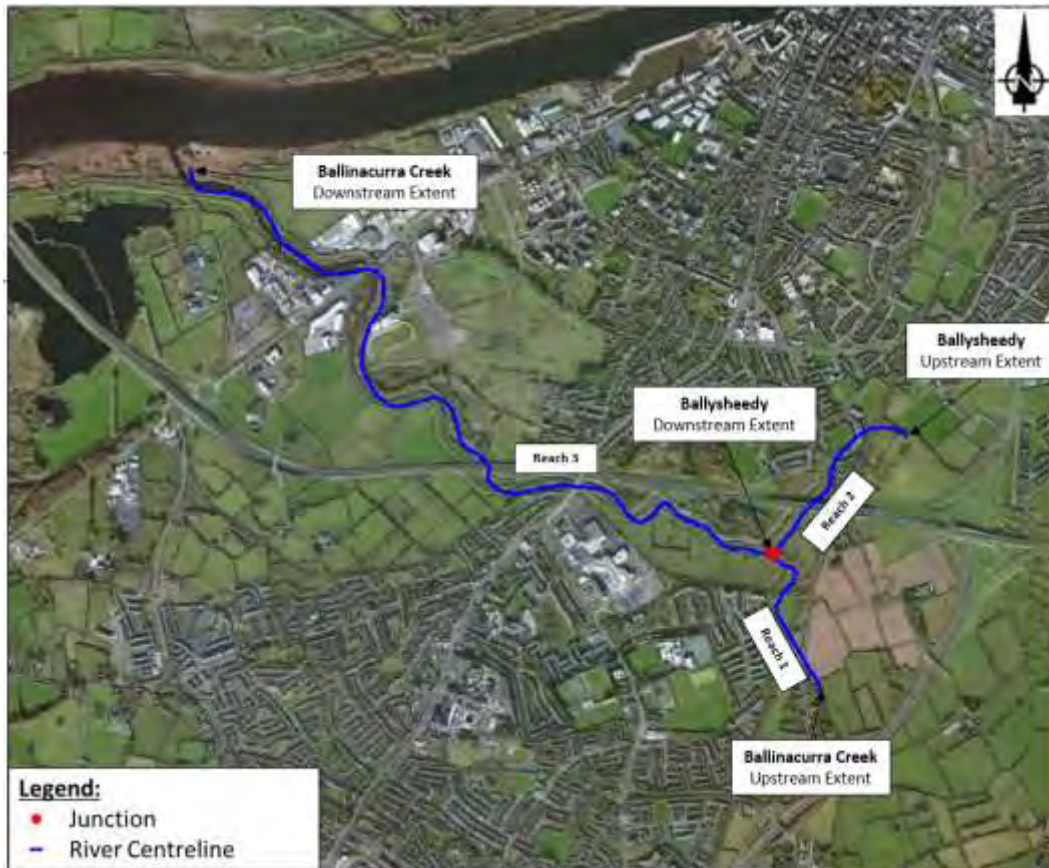 N
Ballinacurra Creek
Downstream Extent
Ballysheedy
Upstream Extent
Ballysheedy
Downstream Extent
Reach 3
Reach 2
Reach 1
Ballinacurra Creek
Upstream Extent
Legend:
Junction
River Centreline